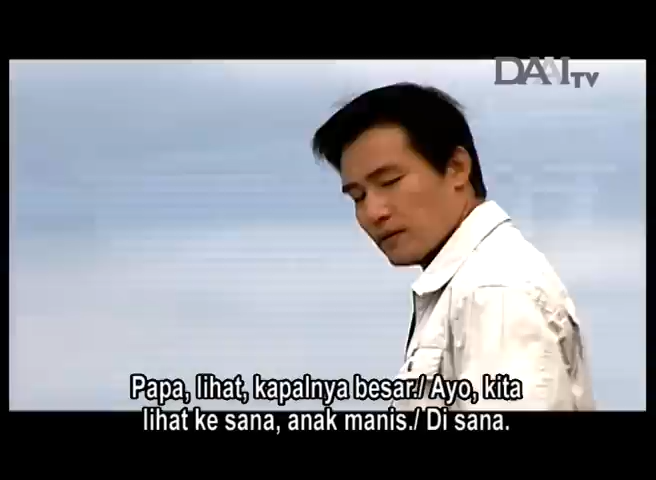 DAAI TV
Papa, lihat, kapalnya besar./ Ayo, kita
lihat ke sana, anak manis./ Di sana.